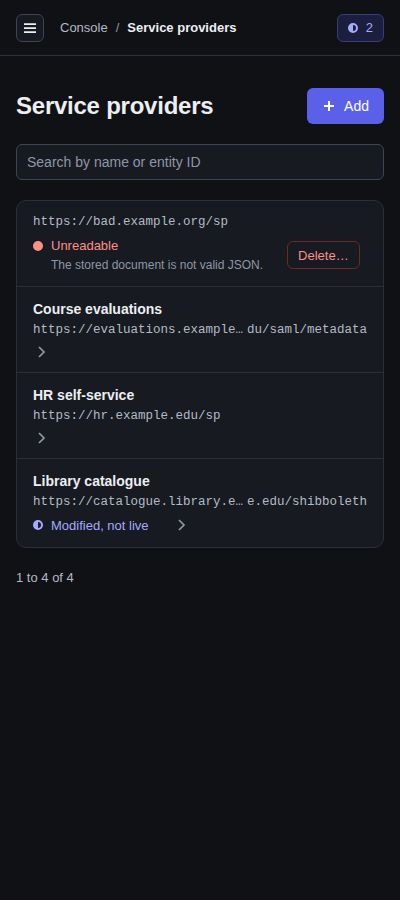 Console / Service providers
2
Service providers
Add
Search by name or entity ID
https://bad.example.org/sp
Unreadable
The stored document is not valid JSON.
Delete…
Course evaluations
https://evaluations.example… du/saml/metadata
HR self-service
https://hr.example.edu/sp
Library catalogue
https://catalogue.library.e… e.edu/shibboleth
Modified, not live
1 to 4 of 4